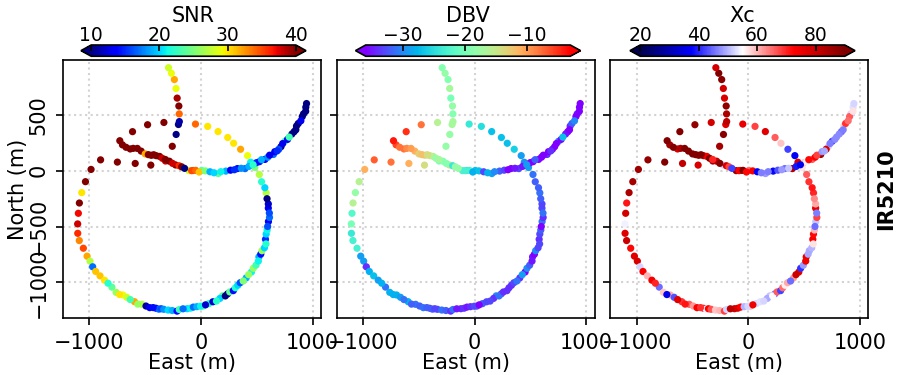 SNR DBV Xc
10 20 30 40 −30 −20 −10 20 40 60 80
North (m)
500
0
−500
−1000
IR5210
−1000 0 1000 −1000 0 1000 −1000 0 1000
East (m) East (m) East (m)